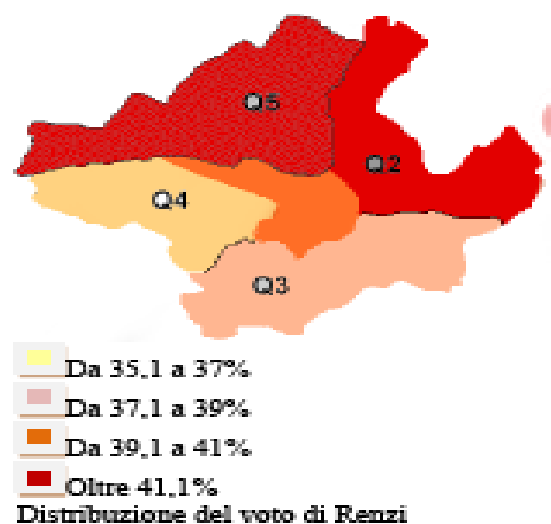 Q5
Q2
Q4
Q3
Da 35,1 a 37%
Da 37,1 a 39%
Da 39,1 a 41%
Oltre 41,1%
Distribuzione del voto di Renzi